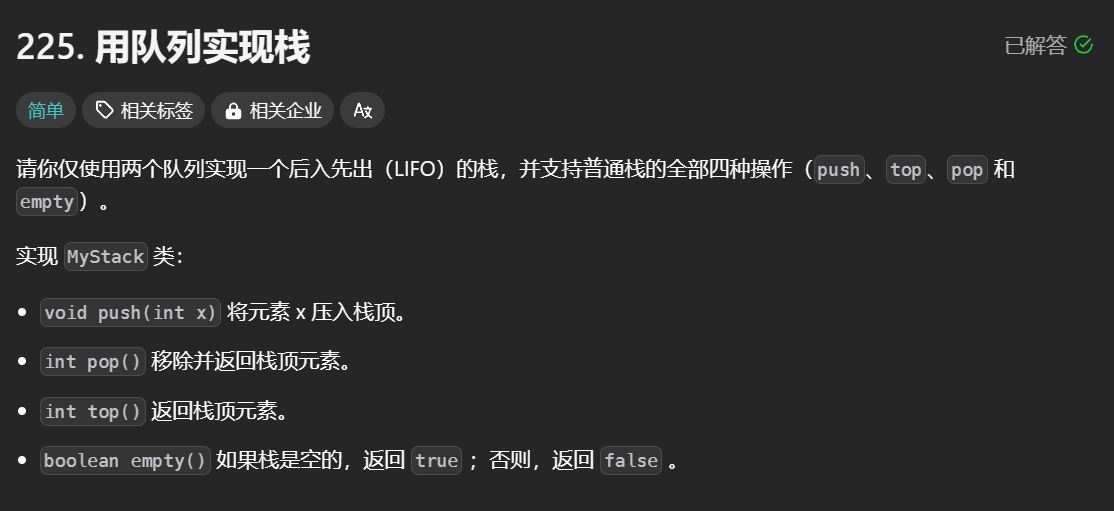 225. 用队列实现栈
已解答
简单 相关标签 相关企业 Aż
请你仅使用两个队列实现一个后入先出（LIFO）的栈，并支持普通栈的全部四种操作（push、top、pop 和
empty）。
实现 MyStack 类：
void push(int x) 将元素 x 压入栈顶。
int pop() 移除并返回栈顶元素。
int top() 返回栈顶元素。
boolean empty() 如果栈是空的，返回 true ；否则，返回 false 。